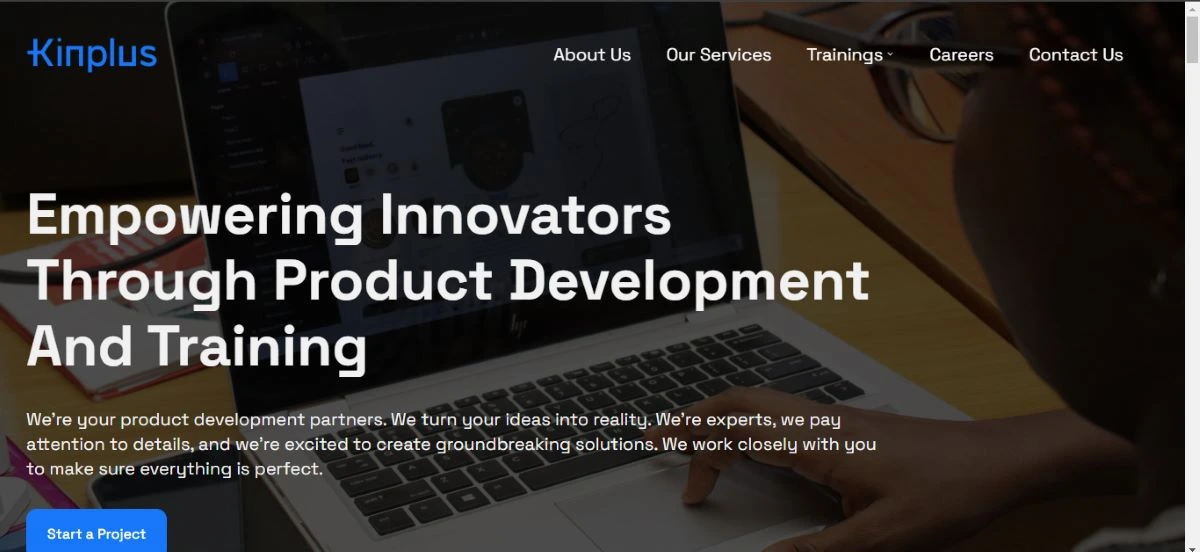 Kinplus
About Us
Our Services
Trainings
Careers
Contact Us
Empowering Innovators
Through Product Development
And Training
We're your product development partners. We turn your ideas into reality. We're experts, we pay
attention to details, and we're excited to create groundbreaking solutions. We work closely with you
to make sure everything is perfect.
Start a Project
hp